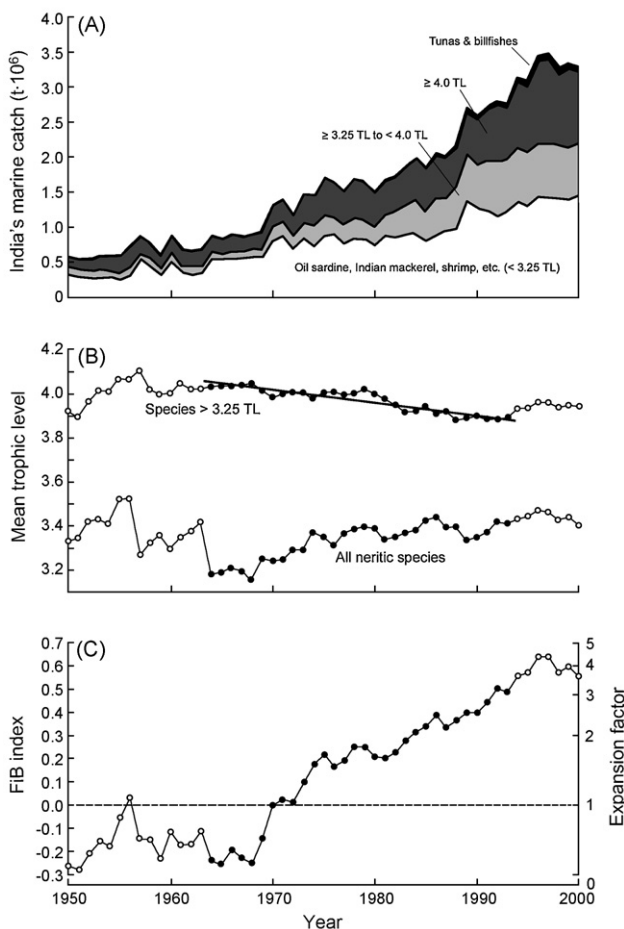 (A)
India's marine catch (t·10⁶)
4.0
3.5
3.0
2.5
2.0
1.5
1.0
0.5
0
Tunas & billfishes
≥ 4.0 TL
≥ 3.25 TL to < 4.0 TL
Oil sardine, Indian mackerel, shrimp, etc. (< 3.25 TL)
(B)
Mean trophic level
4.2
4.0
3.8
3.6
3.4
3.2
Species > 3.25 TL
All neritic species
(C)
FiB index
0.7
0.6
0.5
0.4
0.3
0.2
0.1
0.0
-0.1
-0.2
-0.3
5
4
3
2
1
0
Expansion factor
1950
1960
1970
1980
1990
2000
Year